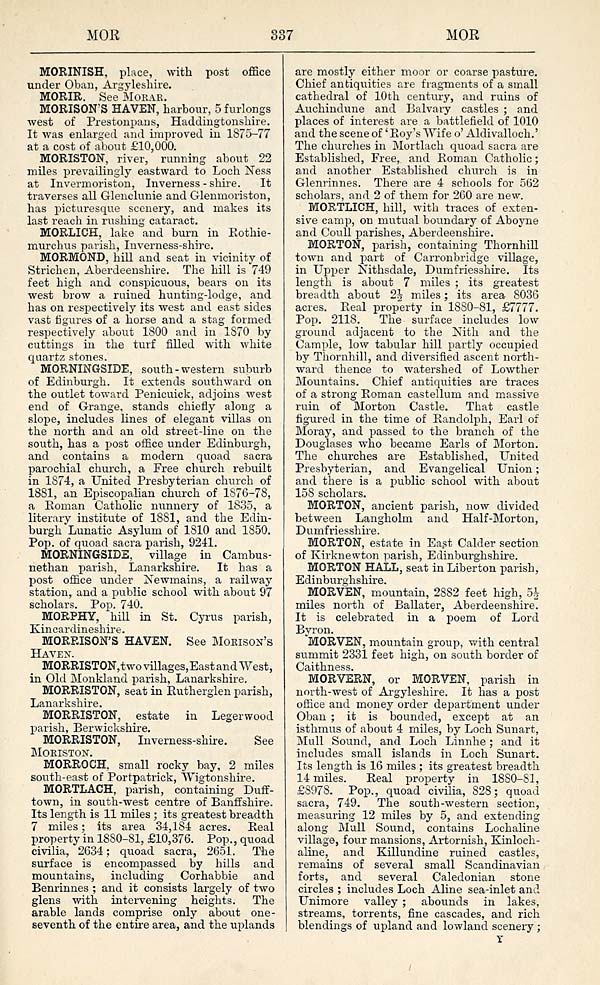 MOR 337 MOR
MORINISH, place, with post office
under Oban, Argyleshire.
MORIR. See MORAR.
MORISON'S HAVEN, harbour, 5 furlongs
west of Prestonpans, Haddingtonshire.
It was enlarged and improved in 1875-77
at a cost of about £10,000.
MORISTON, river, running about 22
miles prevailingly eastward to Loch Ness
at Invermoriston, Inverness-shire. It
traverses all Glenclunie and Glenmoriston,
has picturesque scenery, and makes its
last reach in rushing cataract.
MORLICH, lake and burn in Rothie-
murchus parish, Inverness-shire.
MORMOND, hill and seat in vicinity of
Strichen, Aberdeenshire. The hill is 749
feet high and conspicuous, bears on its
west brow a ruined hunting-lodge, and
has on respectively its west and east sides
vast figures of a horse and a stag formed
respectively about 1800 and in 1870 by
cuttings in the turf filled with white
quartz stones.
MORNINGSIDE, south-western suburb
of Edinburgh. It extends southward on
the outlet toward Penicuick, adjoins west
end of Grange, stands chiefly along a
slope, includes lines of elegant villas on
the north and an old street-line on the
south, has a post office under Edinburgh,
and contains a modern quoad sacra
parochial church, a Free church rebuilt
in 1874, a United Presbyterian church of
1881, an Episcopalian church of 1876-78,
a Roman Catholic nunnery of 1835, a
literary institute of 1881, and the Edin-
burgh Lunatic Asylum of 1810 and 1850.
Pop. of quoad sacra parish, 9241.
MORNINGSIDE, village in Cambus-
nethan parish, Lanarkshire. It has a
post office under Newmains, a railway
station, and a public school with about 97
scholars. Pop. 740.
MORPHY, hill in St. Cyrus parish,
Kincardineshire.
MORRISON'S HAVEN. See MORISON'S
HAVEN.
MORRISTON, two villages, East and West,
in Old Monkland parish, Lanarkshire.
MORRISTON, seat in Rutherglen parish,
Lanarkshire.
MORRISTON, estate in Legerwood
parish, Berwickshire.
MORRISTON, Inverness-shire. See
MORISTON.
MORROCH, small rocky bay, 2 miles
south-east of Portpatrick, Wigtonshire.
MORTLACH, parish, containing Duff-
town, in south-west centre of Banffshire.
Its length is 11 miles; its greatest breadth
7 miles; its area 34,184 acres. Real
property in 1880-81, £10,376. Pop., quoad
civilia, 2634; quoad sacra, 2651. The
surface is encompassed by hills and
mountains, including Corhabbie and
Benrinnes; and it consists largely of two
glens with intervening heights. The
arable lands comprise only about one-
seventh of the entire area, and the uplands
are mostly either moor or coarse pasture.
Chief antiquities are fragments of a small
cathedral of 10th century, and ruins of
Auchindune and Balvary castles; and
places of interest are a battlefield of 1010
and the scene of 'Roy's Wife o' Aldivalloch.'
The churches in Mortlach quoad sacra are
Established, Free, and Roman Catholic;
and another Established church is in
Glenrinnes. There are 4 schools for 562
scholars, and 2 of them for 260 are new.
MORTLICH, hill, with traces of exten-
sive camp, on mutual boundary of Aboyne
and Coull parishes, Aberdeenshire.
MORTON, parish, containing Thornhill
town and part of Carronbridge village,
in Upper Nithsdale, Dumfriesshire. Its
length is about 7 miles; its greatest
breadth about 2½ miles; its area 8036
acres. Real property in 1880-81, £7777.
Pop. 2118. The surface includes low
ground adjacent to the Nith and the
Cample, low tabular hill partly occupied
by Thornhill, and diversified ascent north-
ward thence to watershed of Lowther
Mountains. Chief antiquities are traces
of a strong Roman castellum and massive
ruin of Morton Castle. That castle
figured in the time of Randolph, Earl of
Moray, and passed to the branch of the
Douglases who became Earls of Morton.
The churches are Established, United
Presbyterian, and Evangelical Union;
and there is a public school with about
158 scholars.
MORTON, ancient parish, now divided
between Langholm and Half-Morton,
Dumfriesshire.
MORTON, estate in East Calder section
of Kirknewton parish, Edinburghshire.
MORTON HALL, seat in Liberton parish,
Edinburghshire.
MORVEN, mountain, 2882 feet high, 5½
miles north of Ballater, Aberdeenshire.
It is celebrated in a poem of Lord
Byron.
MORVEN, mountain group, with central
summit 2331 feet high, on south border of
Caithness.
MORVERN, or MORVEN, parish in
north-west of Argyleshire. It has a post
office and money order department under
Oban; it is bounded, except at an
isthmus of about 4 miles, by Loch Sunart,
Mull Sound, and Loch Linnhe; and it
includes small islands in Loch Sunart.
Its length is 16 miles; its greatest breadth
14 miles. Real property in 1880-81,
£8978. Pop., quoad civilia, 828; quoad
sacra, 749. The south-western section,
measuring 12 miles by 5, and extending
along Mull Sound, contains Lochaline
village, four mansions, Artornish, Kinloch-
aline, and Killundine ruined castles,
remains of several small Scandinavian
forts, and several Caledonian stone
circles; includes Loch Aline sea-inlet and
Unimore valley; abounds in lakes,
streams, torrents, fine cascades, and rich
blendings of upland and lowland scenery;
Y